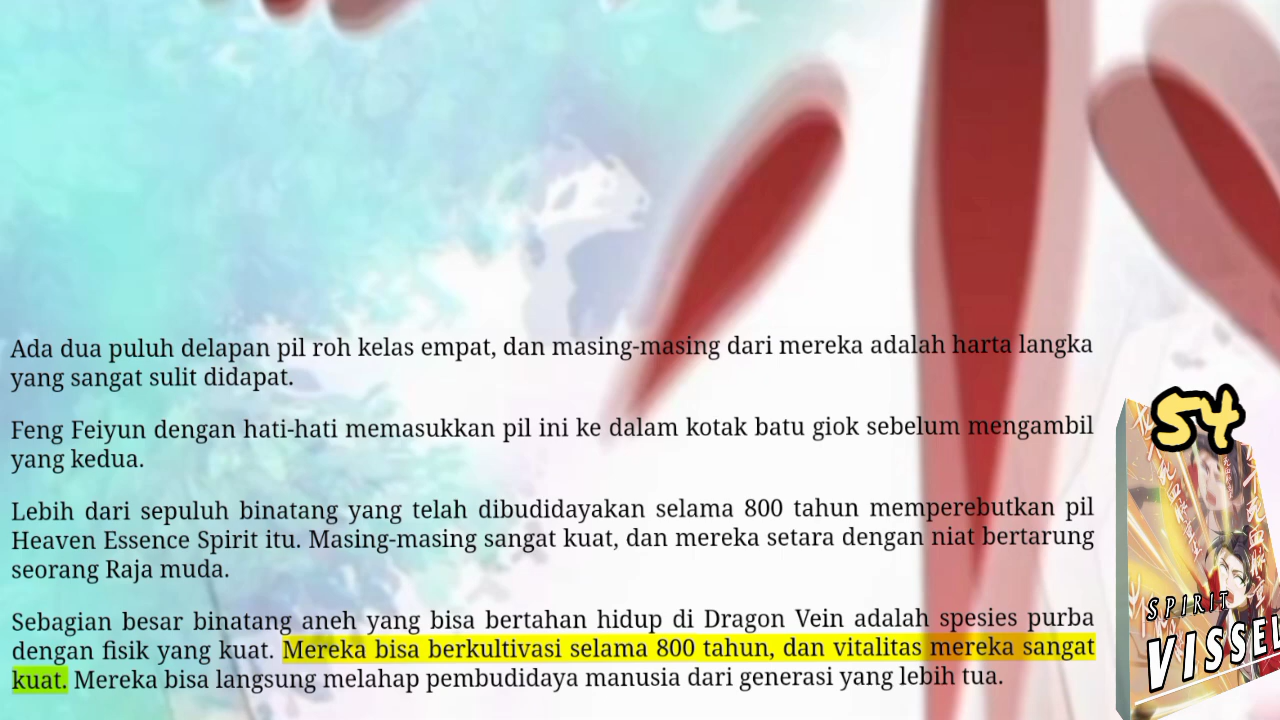 Ada dua puluh delapan pil roh kelas empat, dan masing-masing dari mereka adalah harta langka
yang sangat sulit didapat.
Feng Feiyun dengan hati-hati memasukkan pil ini ke dalam kotak batu giok sebelum mengambil
yang kedua.
Lebih dari sepuluh binatang yang telah dibudidayakan selama 800 tahun memperebutkan pil
Heaven Essence Spirit itu. Masing-masing sangat kuat, dan mereka setara dengan niat bertarung
seorang Raja muda.
Sebagian besar binatang aneh yang bisa bertahan hidup di Dragon Vein adalah spesies purba
dengan fisik yang kuat. Mereka bisa berkultivasi selama 800 tahun, dan vitalitas mereka sangat
kuat. Mereka bisa langsung melahap pembudidaya manusia dari generasi yang lebih tua.
54
SPIRIT
VISSEL